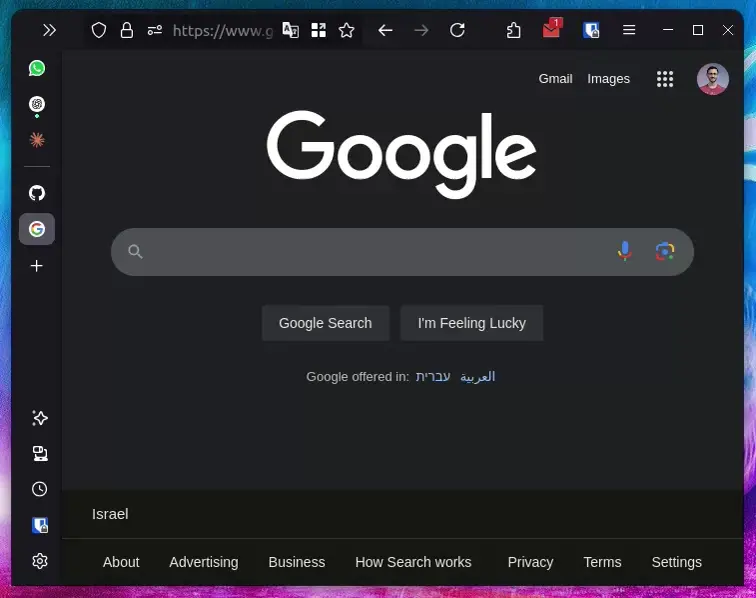 https://www.g
1
Gmail Images
Google
Google Search I'm Feeling Lucky
Google offered in: עברית العربية
Israel
About Advertising Business How Search works Privacy Terms Settings